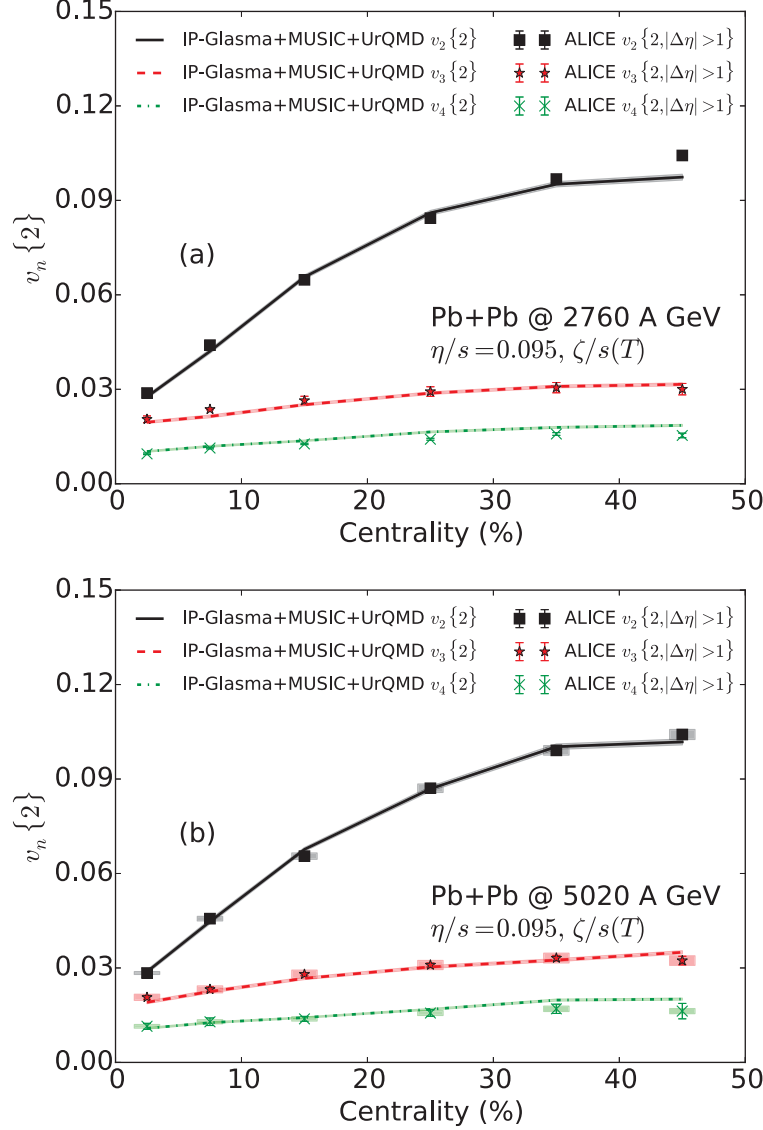 0.15
IP-Glasma+MUSIC+UrQMD v₂{2} ALICE v₂{2,|Δη|>1}
IP-Glasma+MUSIC+UrQMD v₃{2} ALICE v₃{2,|Δη|>1}
IP-Glasma+MUSIC+UrQMD v₄{2} ALICE v₄{2,|Δη|>1}
0.12
0.09
vₙ{2}
(a)
0.06
Pb+Pb @ 2760 A GeV
η/s=0.095, ζ/s(T)
0.03
0.00
0 10 20 30 40 50
Centrality (%)
0.15
IP-Glasma+MUSIC+UrQMD v₂{2} ALICE v₂{2,|Δη|>1}
IP-Glasma+MUSIC+UrQMD v₃{2} ALICE v₃{2,|Δη|>1}
IP-Glasma+MUSIC+UrQMD v₄{2} ALICE v₄{2,|Δη|>1}
0.12
0.09
vₙ{2}
(b)
0.06
Pb+Pb @ 5020 A GeV
η/s=0.095, ζ/s(T)
0.03
0.00
0 10 20 30 40 50
Centrality (%)